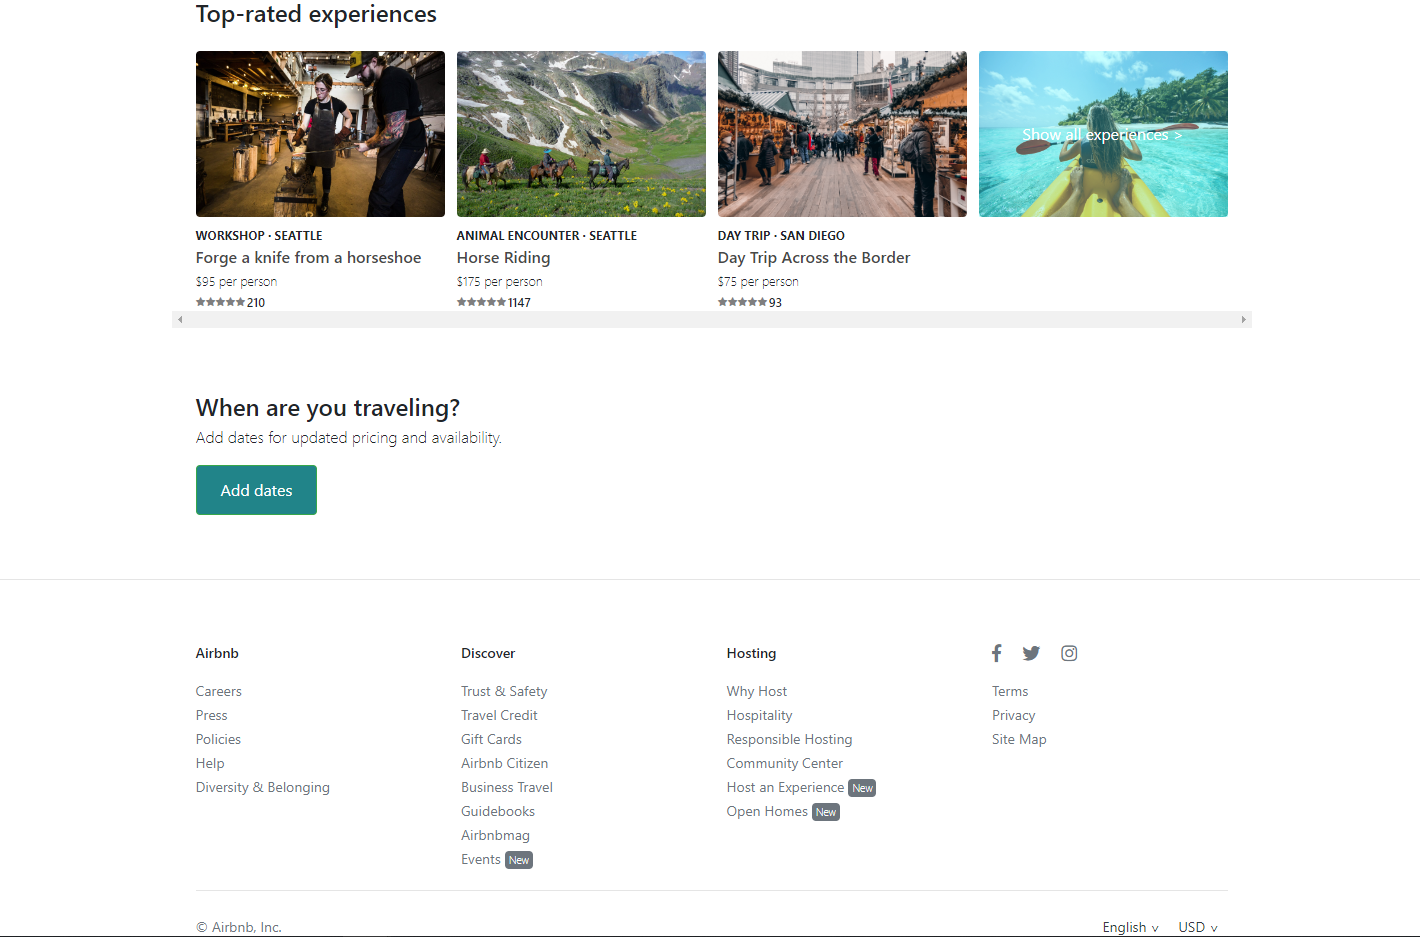 Top-rated experiences
Show all experiences >
WORKSHOP · SEATTLE
Forge a knife from a horseshoe
$95 per person
210
ANIMAL ENCOUNTER · SEATTLE
Horse Riding
$175 per person
1147
DAY TRIP · SAN DIEGO
Day Trip Across the Border
$75 per person
93
When are you traveling?
Add dates for updated pricing and availability.
Add dates
Airbnb
Careers
Press
Policies
Help
Diversity & Belonging
Discover
Trust & Safety
Travel Credit
Gift Cards
Airbnb Citizen
Business Travel
Guidebooks
Airbnbmag
Events New
Hosting
Why Host
Hospitality
Responsible Hosting
Community Center
Host an Experience New
Open Homes New
Terms
Privacy
Site Map
© Airbnb, Inc.
English v USD v